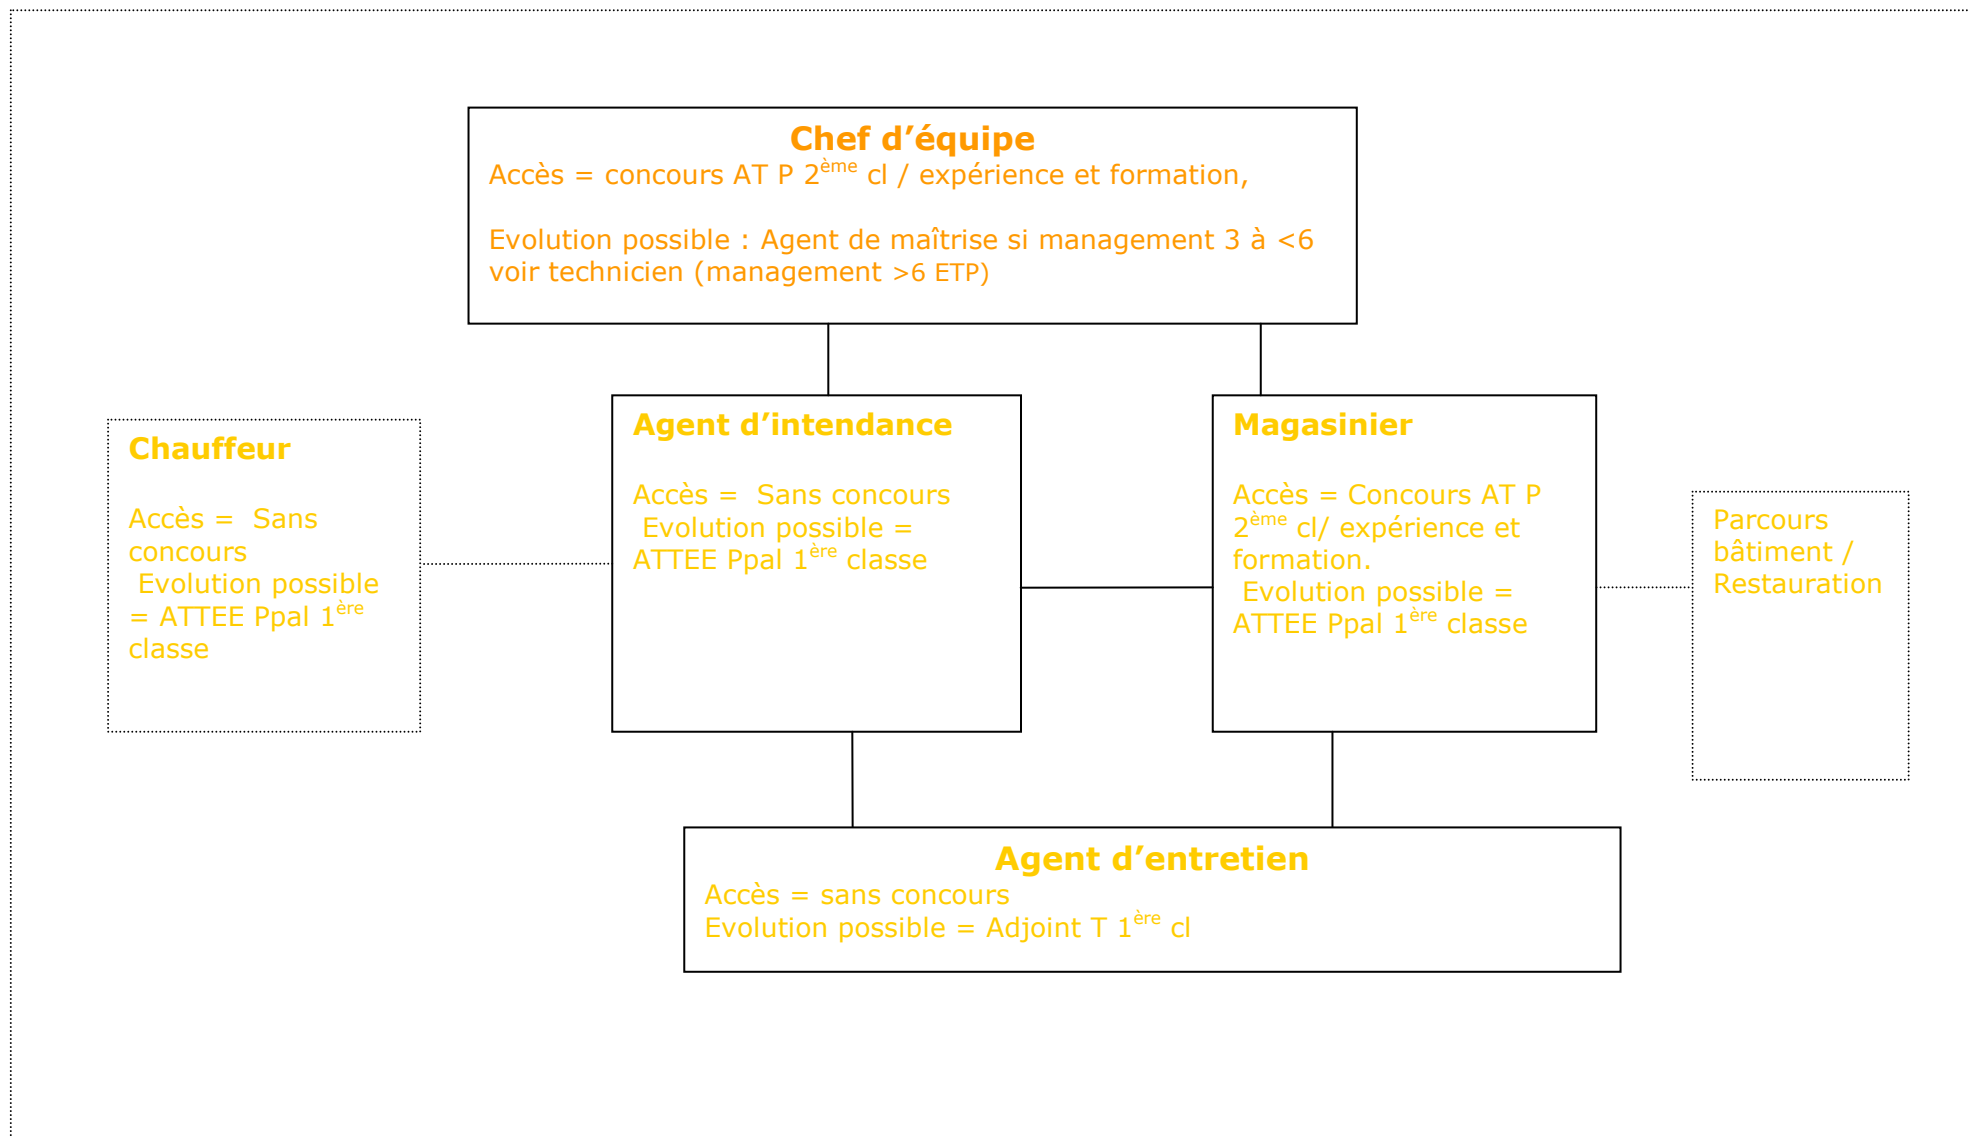 Chef d’équipe
Accès = concours AT P 2ème cl / expérience et formation,
Evolution possible : Agent de maîtrise si management 3 à <6
voir technicien (management >6 ETP)
Chauffeur
Accès =  Sans
concours
Evolution possible
= ATTEE Ppal 1ère
classe
Agent d’intendance
Accès =  Sans concours
Evolution possible =
ATTEE Ppal 1ère classe
Magasinier
Accès = Concours AT P
2ème cl/ expérience et
formation.
Evolution possible =
ATTEE Ppal 1ère classe
Parcours
bâtiment /
Restauration
Agent d’entretien
Accès = sans concours
Evolution possible = Adjoint T 1ère cl